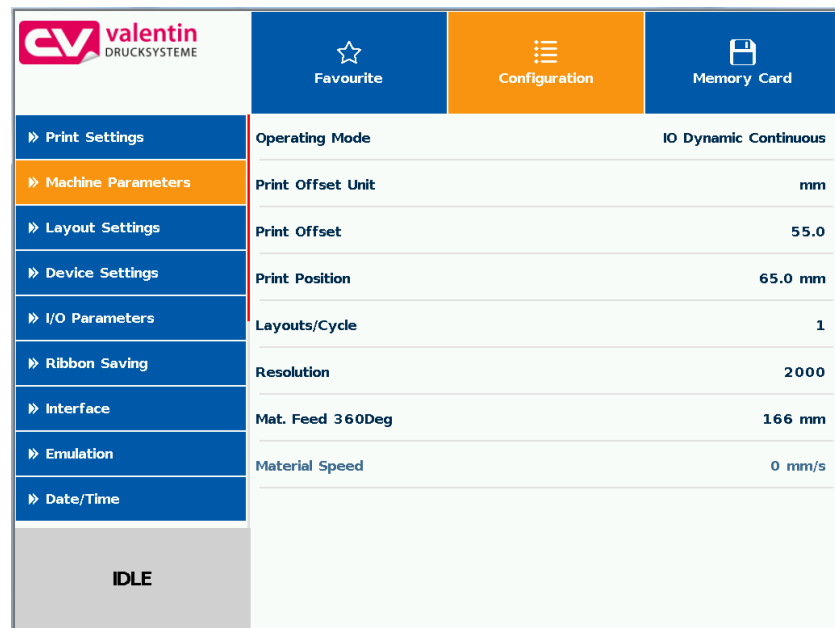 valentin
DRUCKSYSTEME
Favourite
Configuration
Memory Card
Print Settings
Machine Parameters
Layout Settings
Device Settings
I/O Parameters
Ribbon Saving
Interface
Emulation
Date/Time
IDLE
Operating Mode IO Dynamic Continuous
Print Offset Unit mm
Print Offset 55.0
Print Position 65.0 mm
Layouts/Cycle 1
Resolution 2000
Mat. Feed 360Deg 166 mm
Material Speed 0 mm/s